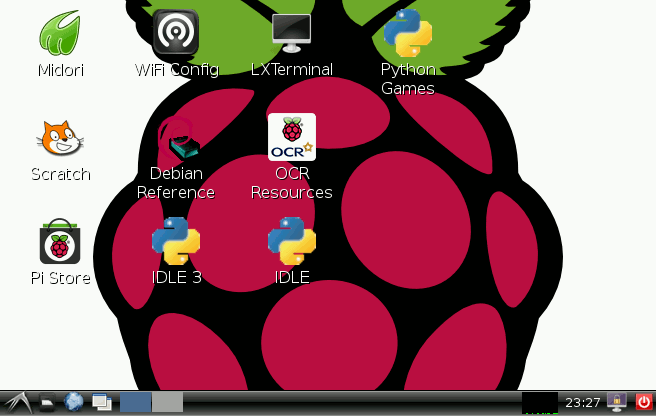 Midori
WiFi Config
LXTerminal
Python
Games
Scratch
Debian
Reference
OCR
OCR
Resources
Pi Store
IDLE 3
IDLE
23:27